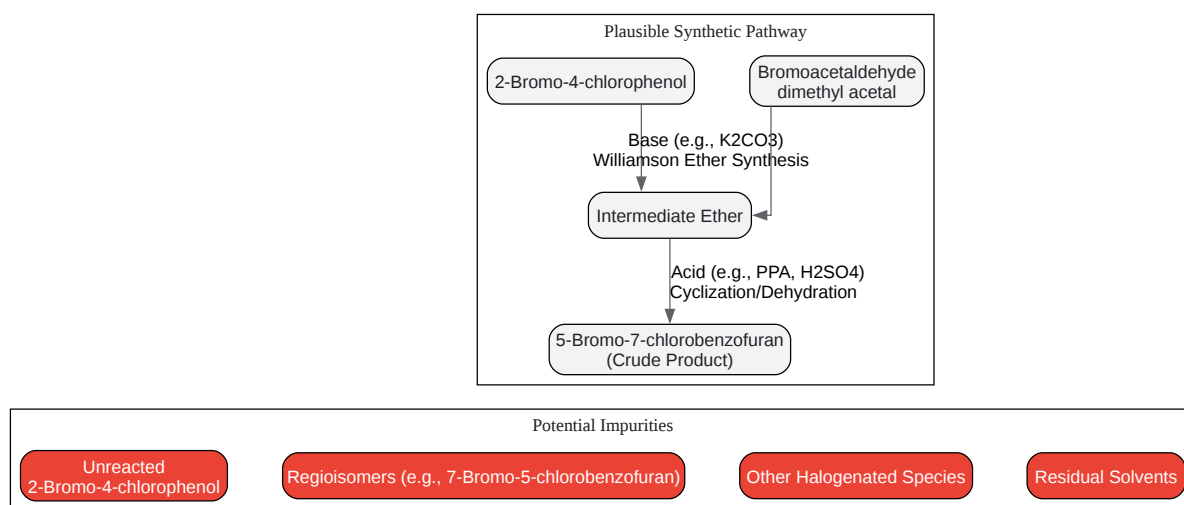 Plausible Synthetic Pathway
2-Bromo-4-chlorophenol
Bromoacetaldehyde
dimethyl acetal
Base (e.g., K2CO3)
Williamson Ether Synthesis
Intermediate Ether
Acid (e.g., PPA, H2SO4)
Cyclization/Dehydration
5-Bromo-7-chlorobenzofuran
(Crude Product)
Potential Impurities
Unreacted
2-Bromo-4-chlorophenol
Regioisomers (e.g., 7-Bromo-5-chlorobenzofuran)
Other Halogenated Species
Residual Solvents